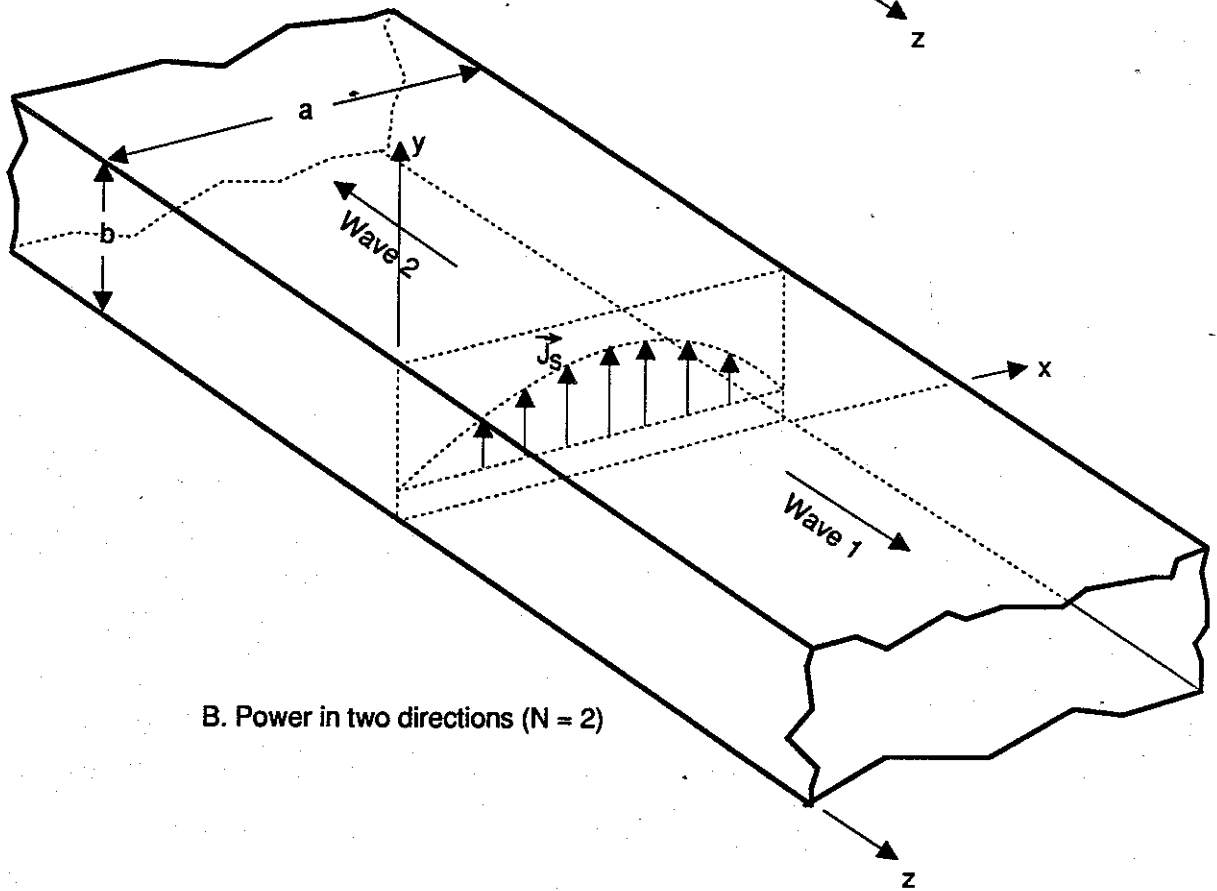 z
a
y
b
Wave 2
J⃗s
x
Wave 1
B. Power in two directions (N = 2)
z